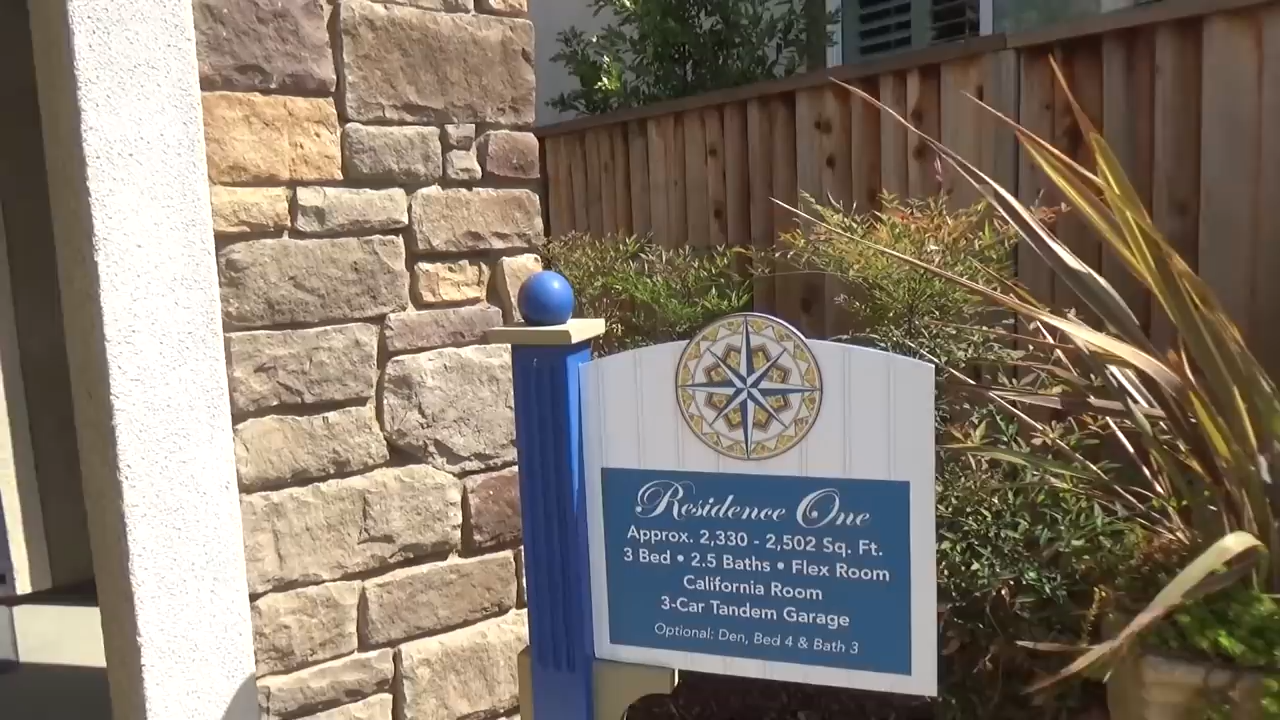 Residence One
Approx. 2,330 - 2,502 Sq. Ft.
3 Bed • 2.5 Baths • Flex Room
California Room
3-Car Tandem Garage
Optional: Den, Bed 4 & Bath 3